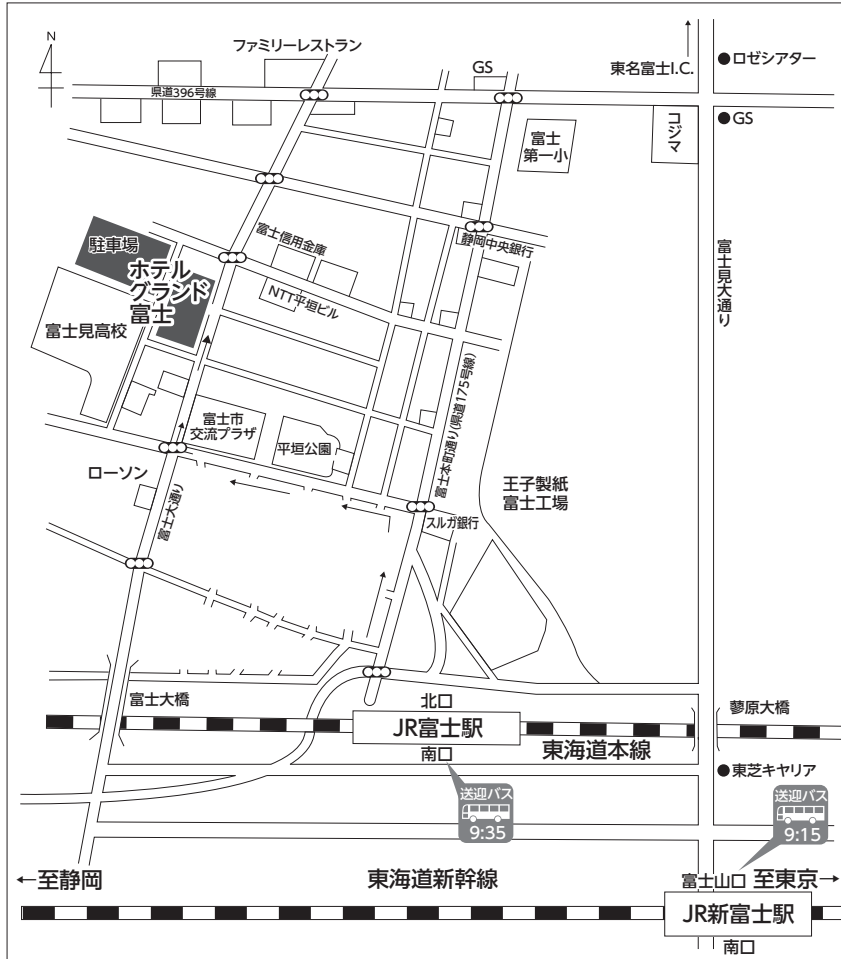 N
ファミリーレストラン
GS
東名富士I.C.
●ロゼシアター
県道396号線
●GS
コジマ
富士
第一小
富士信用金庫
静岡中央銀行
駐車場
ホテル
グランド
富士
NTT平垣ビル
富士見大通り
富士見高校
富士本町通り(県道175号線)
富士市
交流プラザ
平垣公園
ローソン
富士大通り
王子製紙
富士工場
スルガ銀行
富士大橋
北口
蓼原大橋
JR富士駅
南口
東海道本線
●東芝キヤリア
送迎バス
9:35
送迎バス
9:15
←至静岡
東海道新幹線
富士山口
至東京→
JR新富士駅
南口